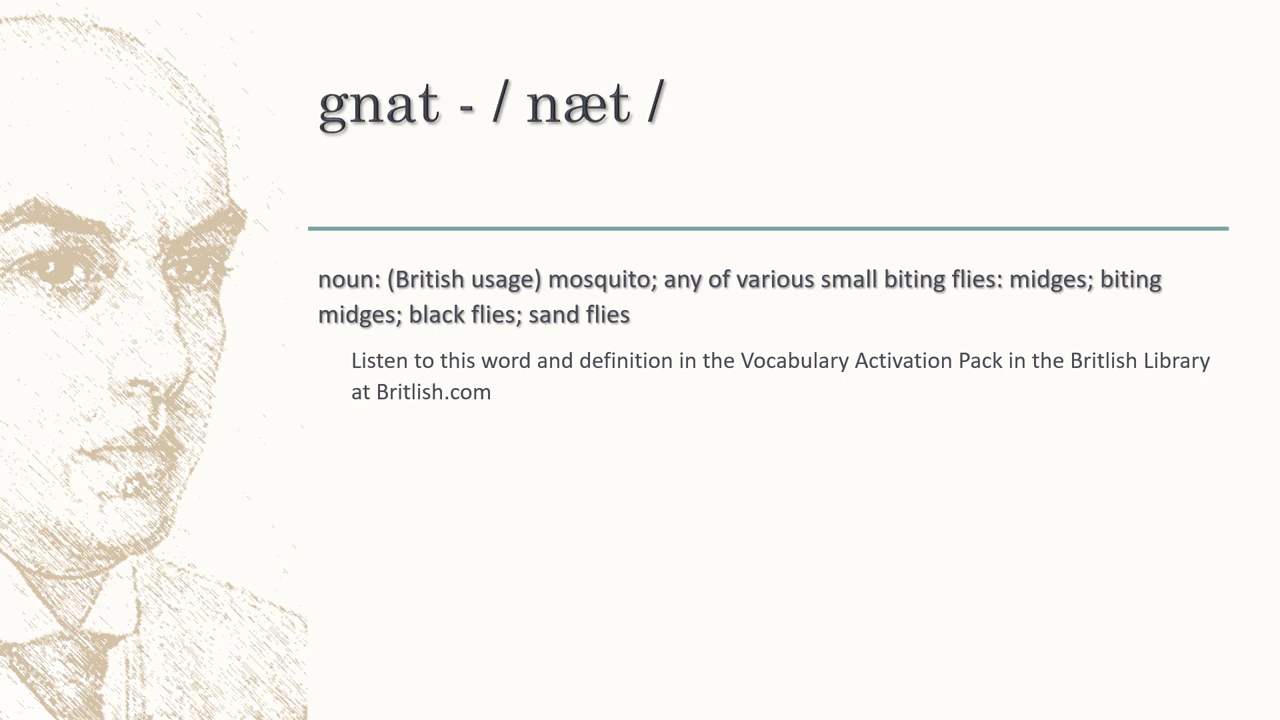 gnat - / næt /
noun: (British usage) mosquito; any of various small biting flies: midges; biting
midges; black flies; sand flies
Listen to this word and definition in the Vocabulary Activation Pack in the Britlish Library
at Britlish.com